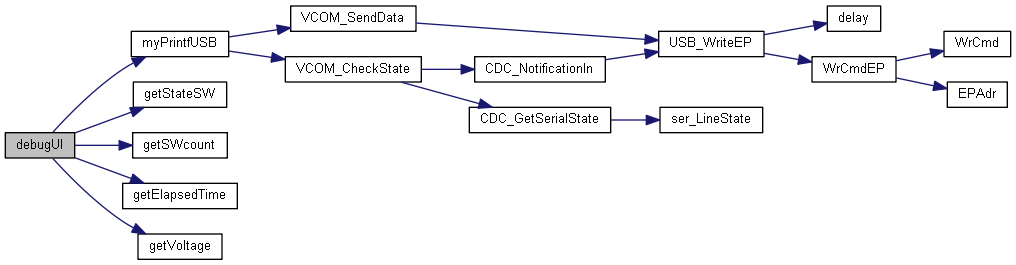 debugUI
myPrintfUSB
getStateSW
getSWcount
getElapsedTime
getVoltage
VCOM_SendData
VCOM_CheckState
CDC_NotificationIn
CDC_GetSerialState
USB_WriteEP
ser_LineState
delay
WrCmdEP
WrCmd
EPAdr